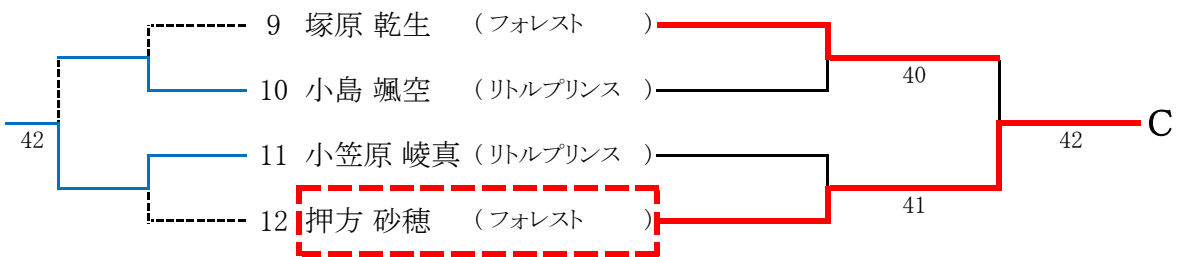 9 塚原 乾生 (フォレスト )
40
10 小島 颯空 (リトルプリンス )
42 42 C
11 小笠原 崚真 (リトルプリンス )
41
12 押方 砂穂 (フォレスト )